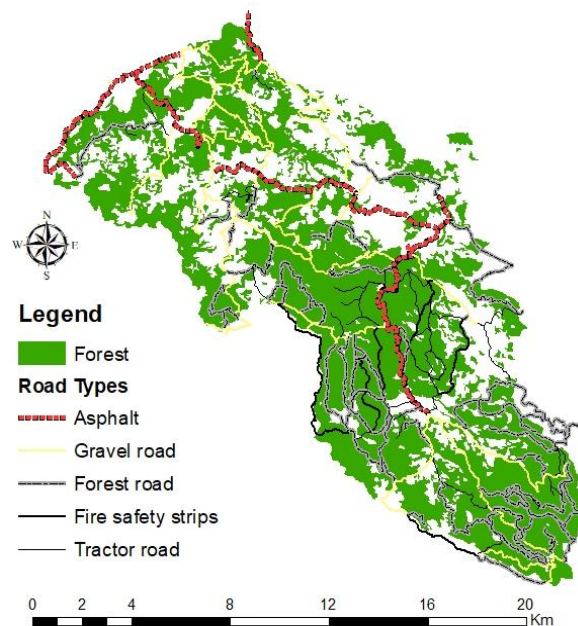 N
W E
S
Legend
Forest
Road Types
Asphalt
Gravel road
Forest road
Fire safety strips
Tractor road
0 4 8 12 16 20
Km